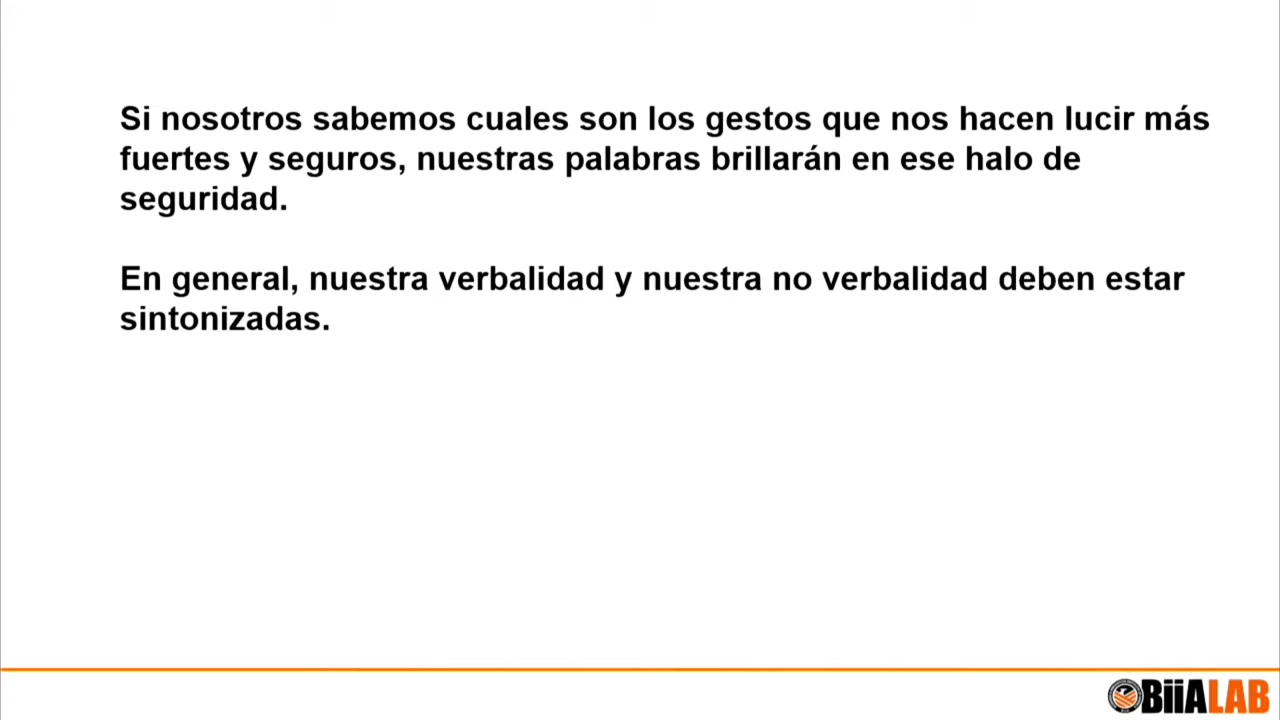 Si nosotros sabemos cuales son los gestos que nos hacen lucir más
fuertes y seguros, nuestras palabras brillarán en ese halo de
seguridad.
En general, nuestra verbalidad y nuestra no verbalidad deben estar
sintonizadas.
BiiALAB